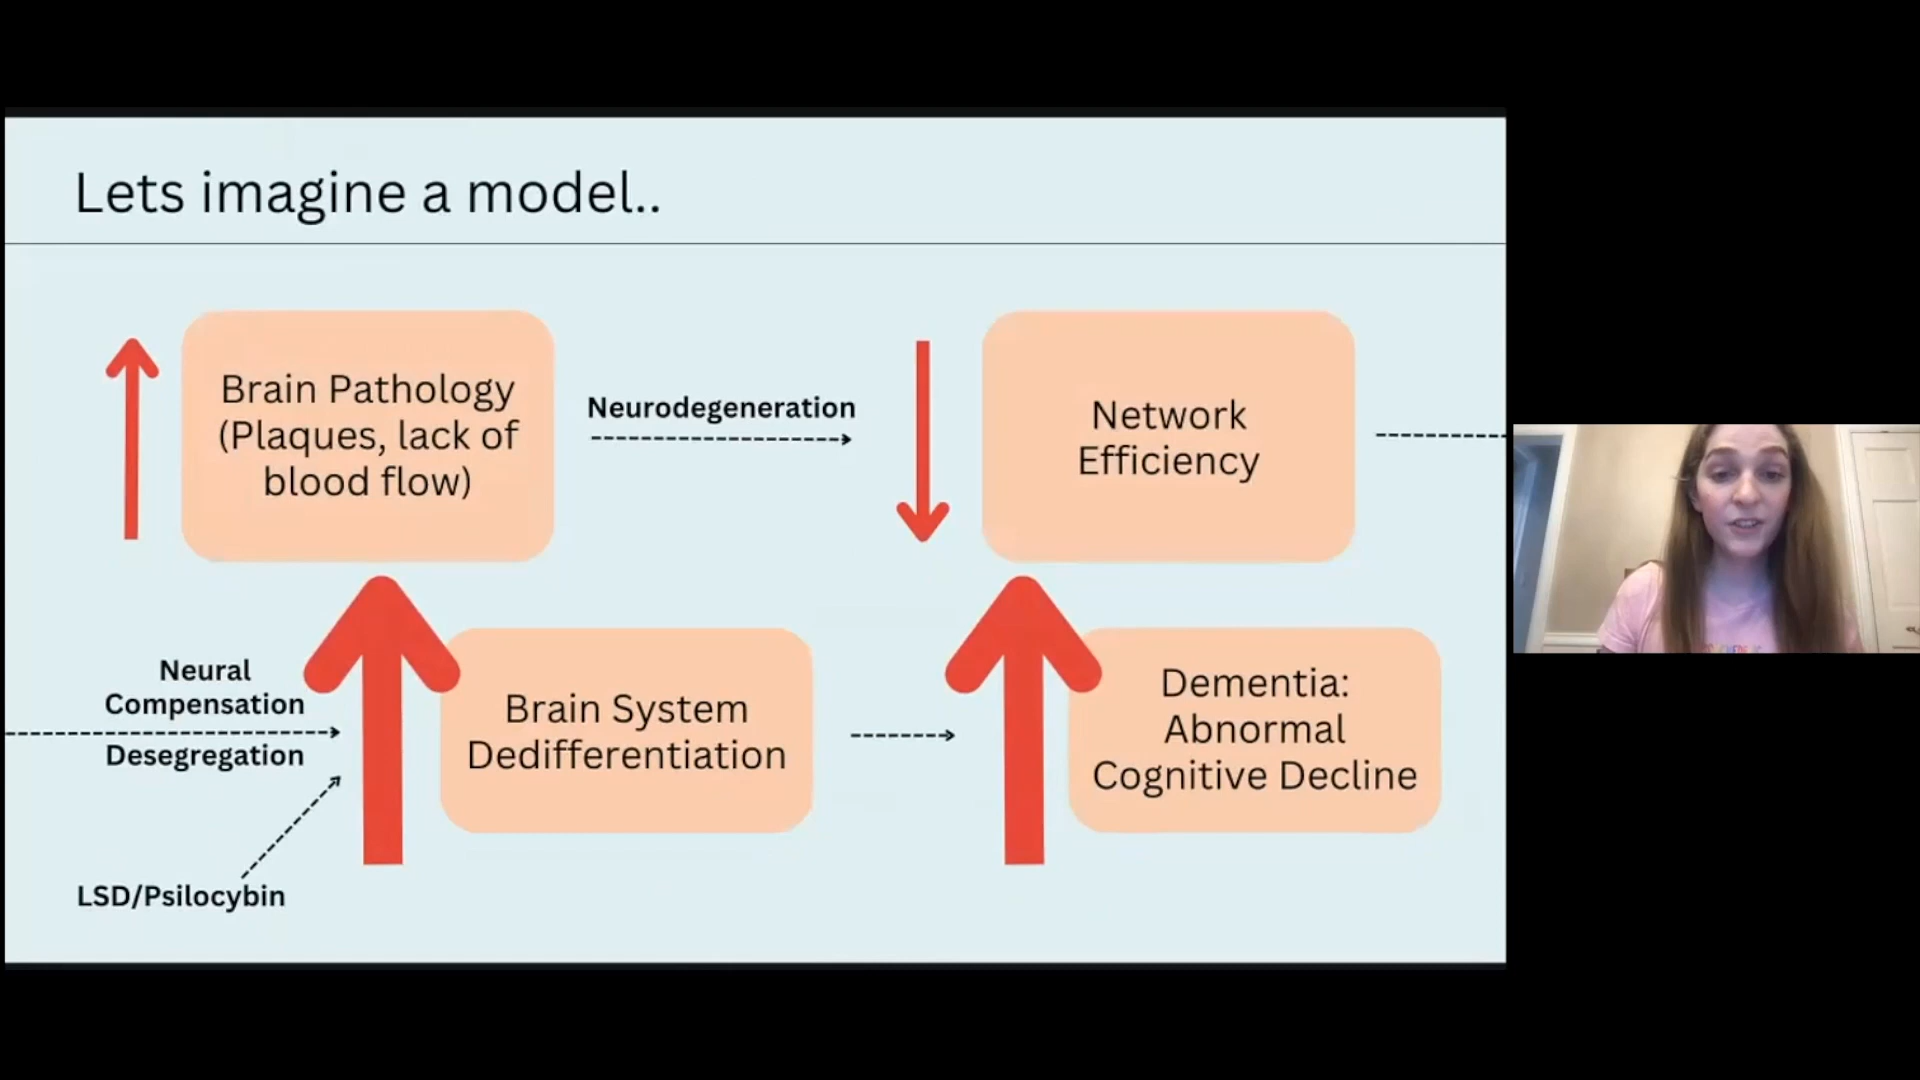 Lets imagine a model..
Brain Pathology
(Plaques, lack of
blood flow)
Neurodegeneration
Network
Efficiency
Neural
Compensation
Desegregation
Brain System
Dedifferentiation
Dementia:
Abnormal
Cognitive Decline
LSD/Psilocybin